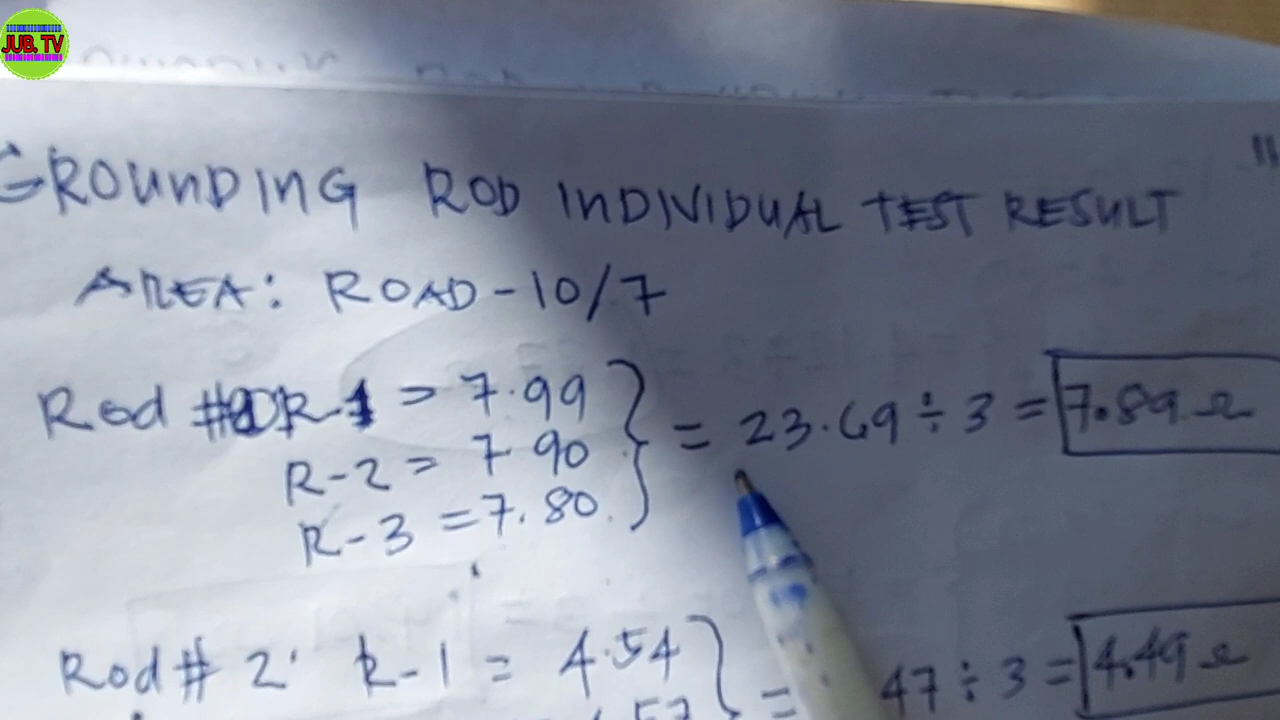 JUB.TV
GROUNDING ROD INDIVIDUAL TEST RESULT
AREA: ROAD-10/7
Rod # R-1 = 7.99
R-2 = 7.90
R-3 = 7.80
= 23.69 ÷ 3 = 7.89 Ω
Rod # 2 R-1 = 4.54
.57
= 47 ÷ 3 = 4.49 Ω